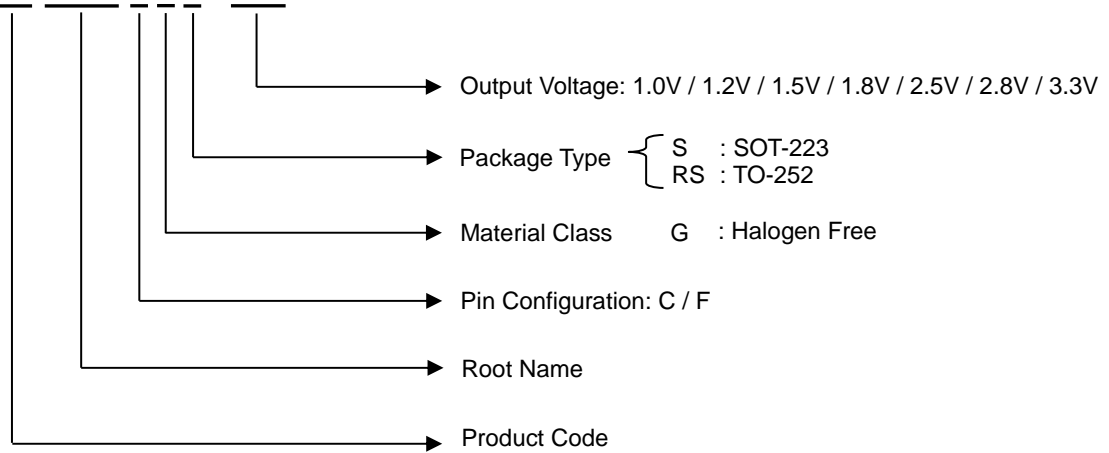 Output Voltage: 1.0V / 1.2V / 1.5V / 1.8V / 2.5V / 2.8V / 3.3V
Package Type S : SOT-223
RS : TO-252
Material Class G : Halogen Free
Pin Configuration: C / F
Root Name
Product Code